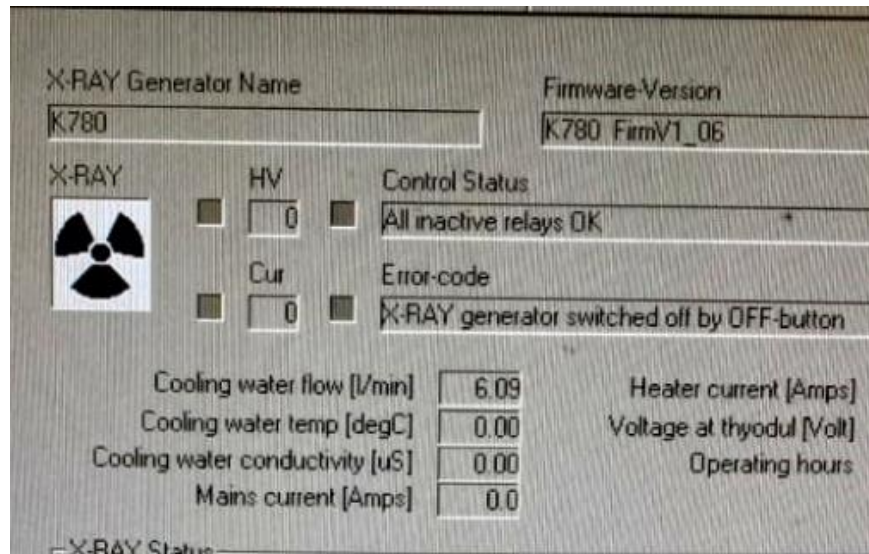 X-RAY Generator Name
Firmware-Version
K780
K780 FirmV1_06
X-RAY
HV
Control Status
0
All inactive relays OK
Cur
Error-code
0
X-RAY generator switched off by OFF-button
Cooling water flow [l/min] 6.09 Heater current [Amps]
Cooling water temp [degC] 0.00 Voltage at thyodul [Volt]
Cooling water conductivity [uS] 0.00 Operating hours
Mains current [Amps] 0.0
X-RAY Status